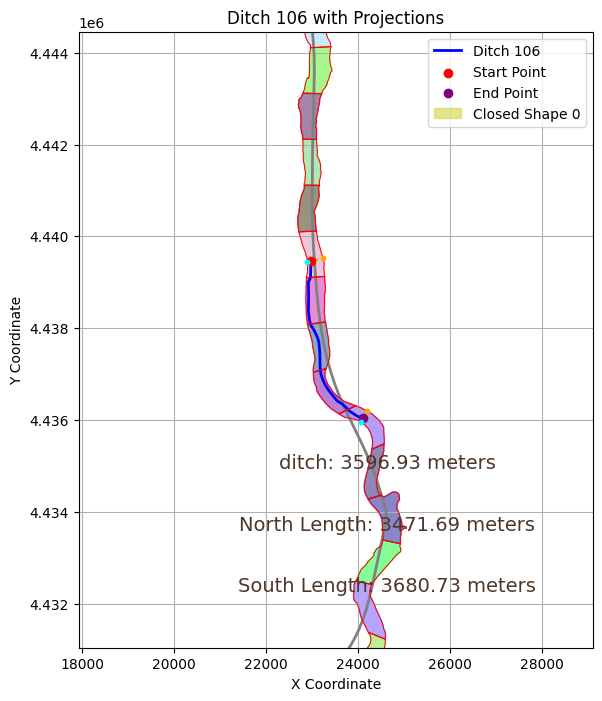 Ditch 106 with Projections
1e6
Ditch 106
Start Point
End Point
Closed Shape 0
4.444
4.442
4.440
4.438
4.436
4.434
4.432
Y Coordinate
ditch: 3596.93 meters
North Length: 3471.69 meters
South Length: 3680.73 meters
18000 20000 22000 24000 26000 28000
X Coordinate